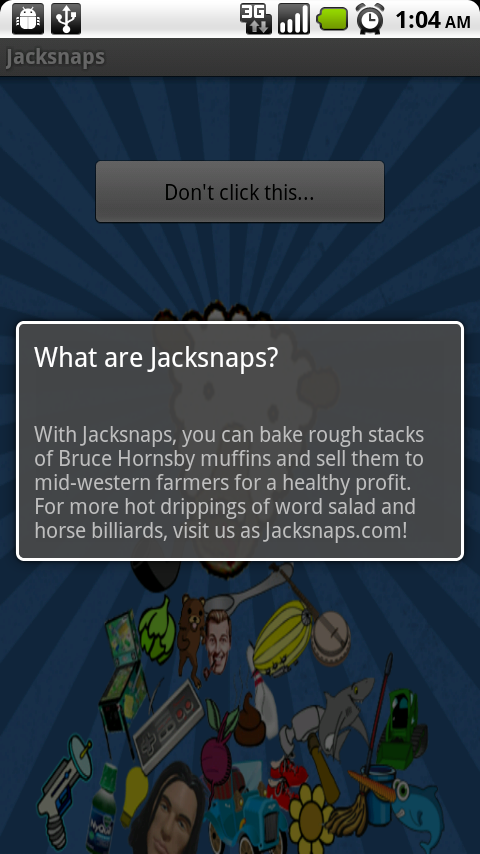 3G
1:04 AM
Jacksnaps
Don't click this...
What are Jacksnaps?
With Jacksnaps, you can bake rough stacks
of Bruce Hornsby muffins and sell them to
mid-western farmers for a healthy profit.
For more hot drippings of word salad and
horse billiards, visit us as Jacksnaps.com!
NyQuil